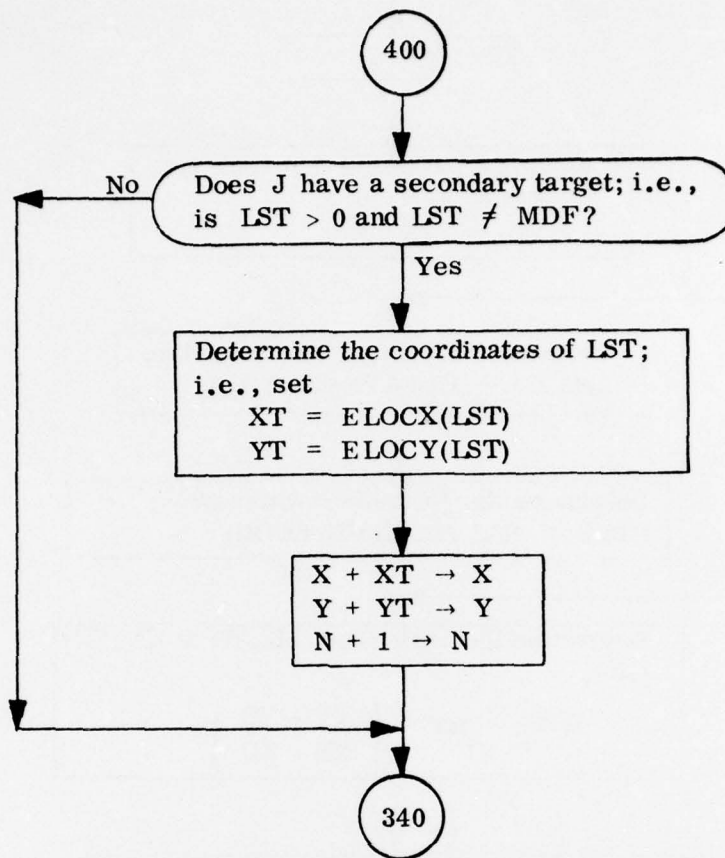 400
No
Does J have a secondary target; i.e.,
is LST > 0 and LST ≠ MDF?
Yes
Determine the coordinates of LST;
i.e., set
XT = ELOCX(LST)
YT = ELOCY(LST)
X + XT → X
Y + YT → Y
N + 1 → N
340